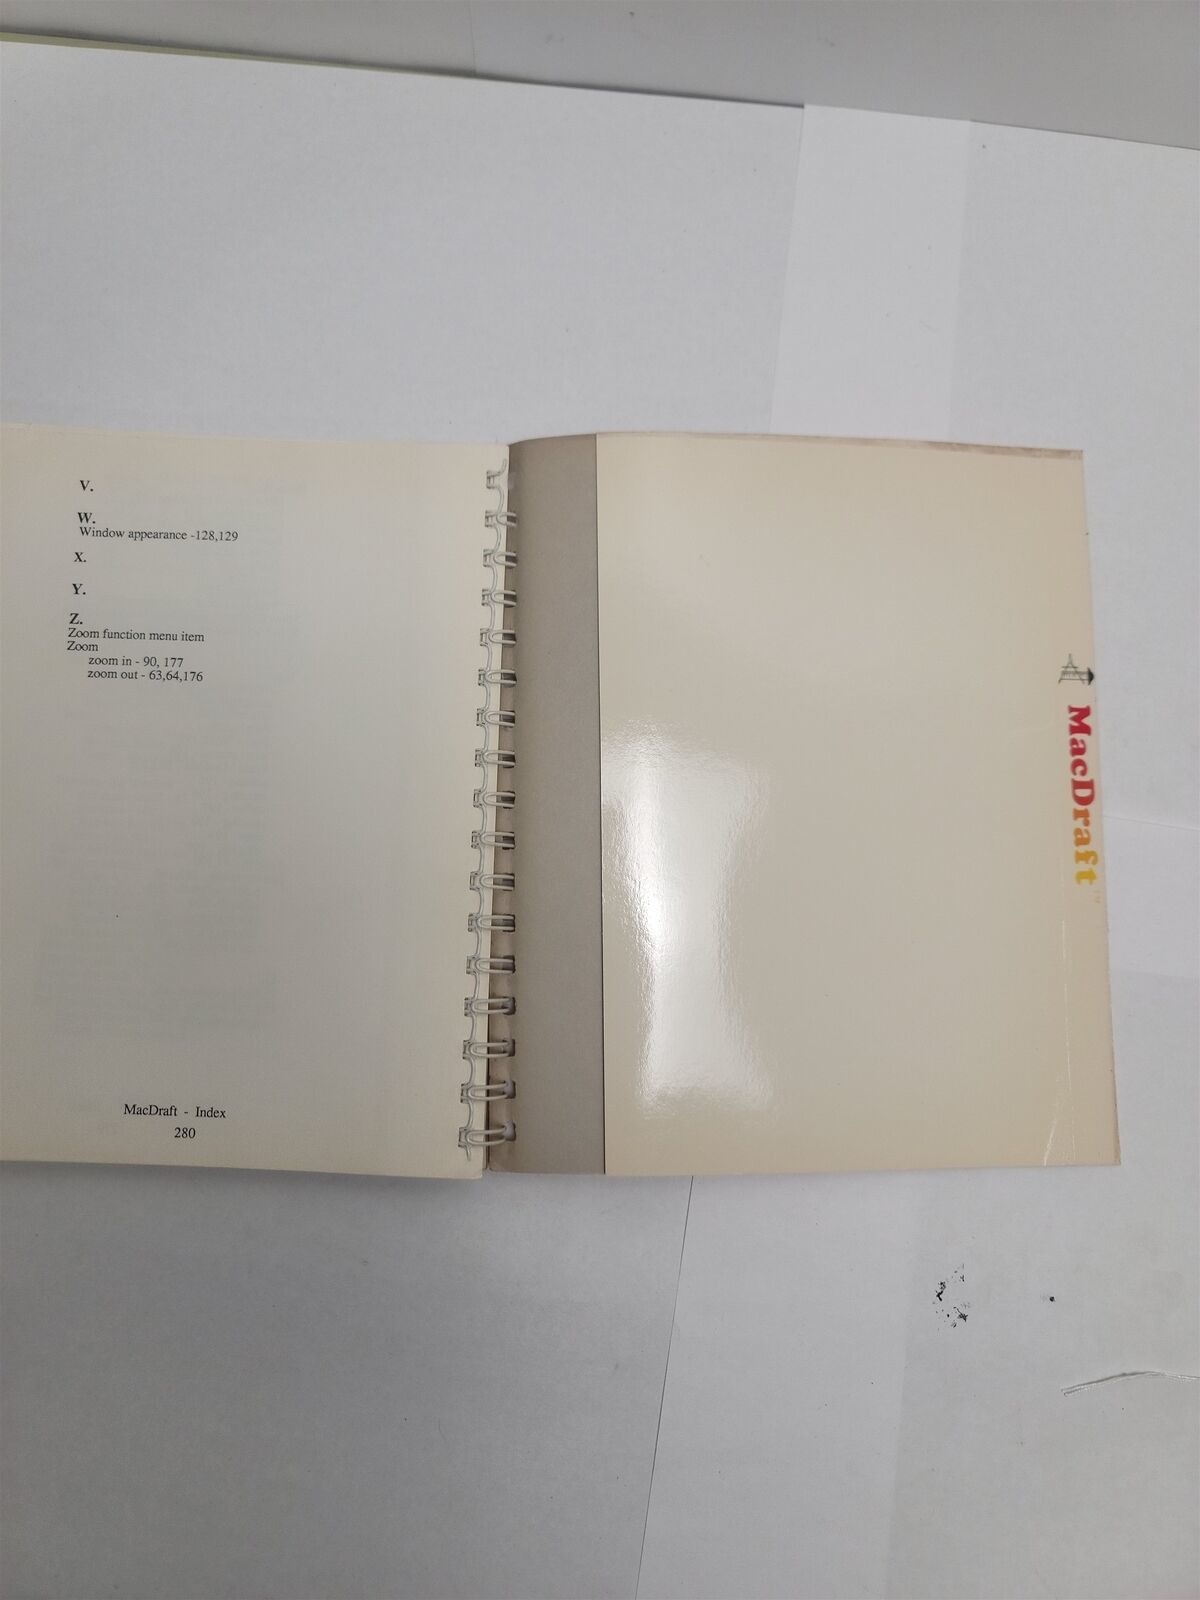 V.
W.
Window appearance -128,129
X.
Y.
Z.
Zoom function menu item
Zoom
zoom in - 90, 177
zoom out - 63,64,176
MacDraft - Index
280
MacDraft™